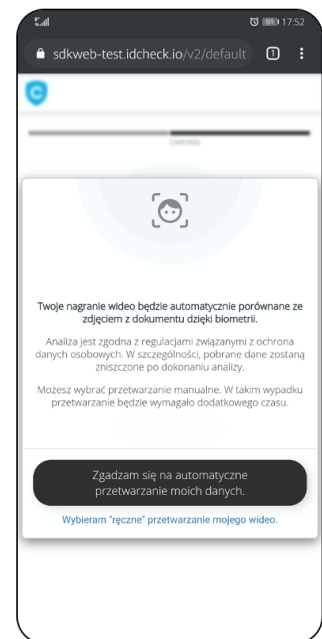 91 17:52
sdkweb-test.idcheck.io/v2/default 1
Liveness
Twoje nagranie wideo będzie automatycznie porównane ze
zdjęciem z dokumentu dzięki biometrii.
Analiza jest zgodna z regulacjami związanymi z ochrona
danych osobowych. W szczególności, pobrane dane zostaną
zniszczone po dokonaniu analizy.
Możesz wybrać przetwarzanie manualne. W takim wypadku
przetwarzanie będzie wymagało dodatkowego czasu.
Zgadzam się na automatyczne
przetwarzanie moich danych.
Wybieram "ręczne" przetwarzanie mojego wideo.